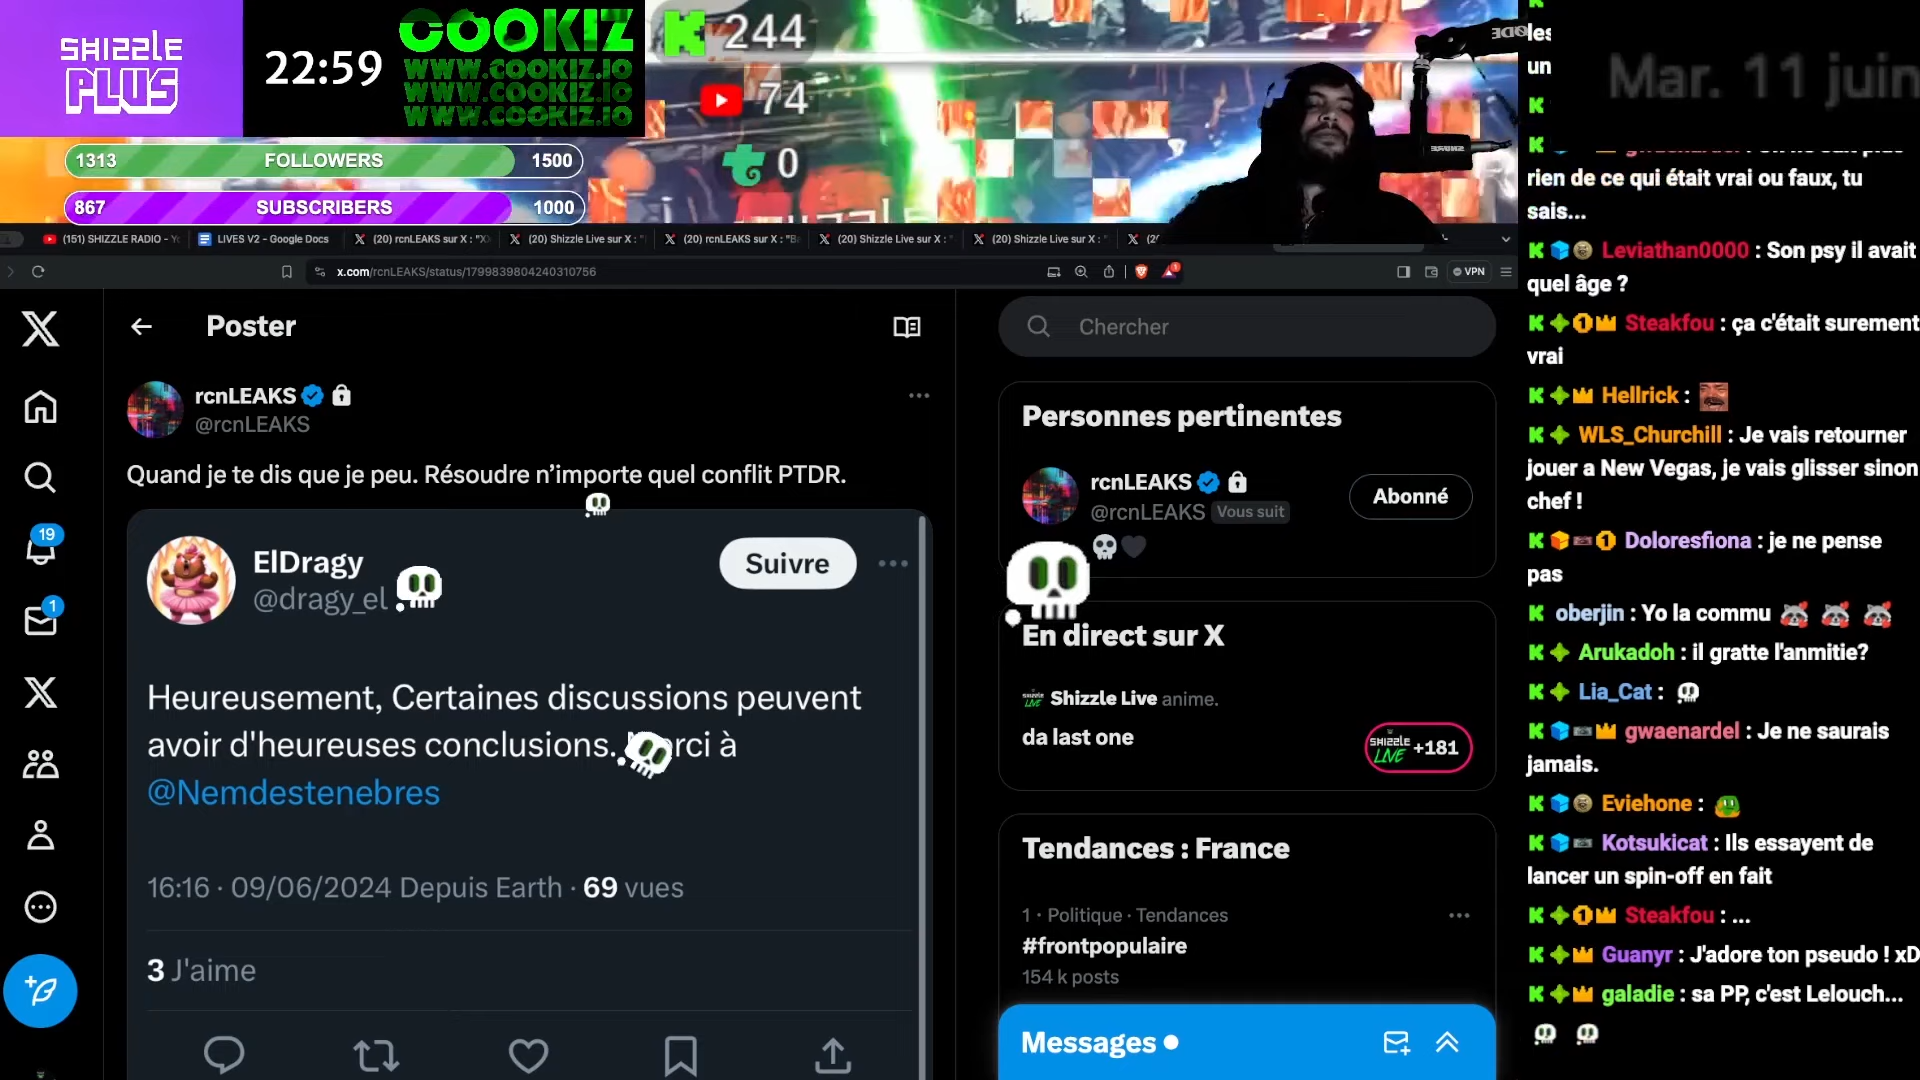 SHIZZLE
PLUS
22:59
COOKIZ
WWW.COOKIZ.IO
WWW.COOKIZ.IO
WWW.COOKIZ.IO
244
74
0
1313 FOLLOWERS 1500
867 SUBSCRIBERS 1000
(151) SHIZZLE RADIO - Y
LIVES V2 - Google Docs
(20) rcnLEAKS sur X : "X
(20) Shizzle Live sur X : "
(20) rcnLEAKS sur X : "B
(20) Shizzle Live sur X : "
(20) Shizzle Live sur X : "
x.com/rcnLEAKS/status/1799839804240310756
VPN
Poster
rcnLEAKS
@rcnLEAKS
Quand je te dis que je peu. Résoudre n’importe quel conflit PTDR.
ElDragy
@dragy_el
Suivre
Heureusement, Certaines discussions peuvent
avoir d'heureuses conclusions. rci à
@Nemdestenebres
16:16 · 09/06/2024 Depuis Earth · 69 vues
3 J'aime
19
1
Chercher
Personnes pertinentes
rcnLEAKS
@rcnLEAKS Vous suit
Abonné
En direct sur X
Shizzle Live anime.
da last one
SHIZZLE
LIVE +181
Tendances : France
1 · Politique · Tendances
#frontpopulaire
154 k posts
Messages
Mar. 11 juin
les
un
rien de ce qui était vrai ou faux, tu
sais...
Leviathan0000 : Son psy il avait
quel âge ?
Steakfou : ça c'était surement
vrai
Hellrick :
WLS_Churchill : Je vais retourner
jouer a New Vegas, je vais glisser sinon
chef !
Doloresfiona : je ne pense
pas
oberjin : Yo la commu
Arukadoh : il gratte l'anmitie?
Lia_Cat :
gwaenardel : Je ne saurais
jamais.
Eviehone :
Kotsukicat : Ils essayent de
lancer un spin-off en fait
Steakfou : ...
Guanyr : J'adore ton pseudo ! xD
galadie : sa PP, c'est Lelouch...